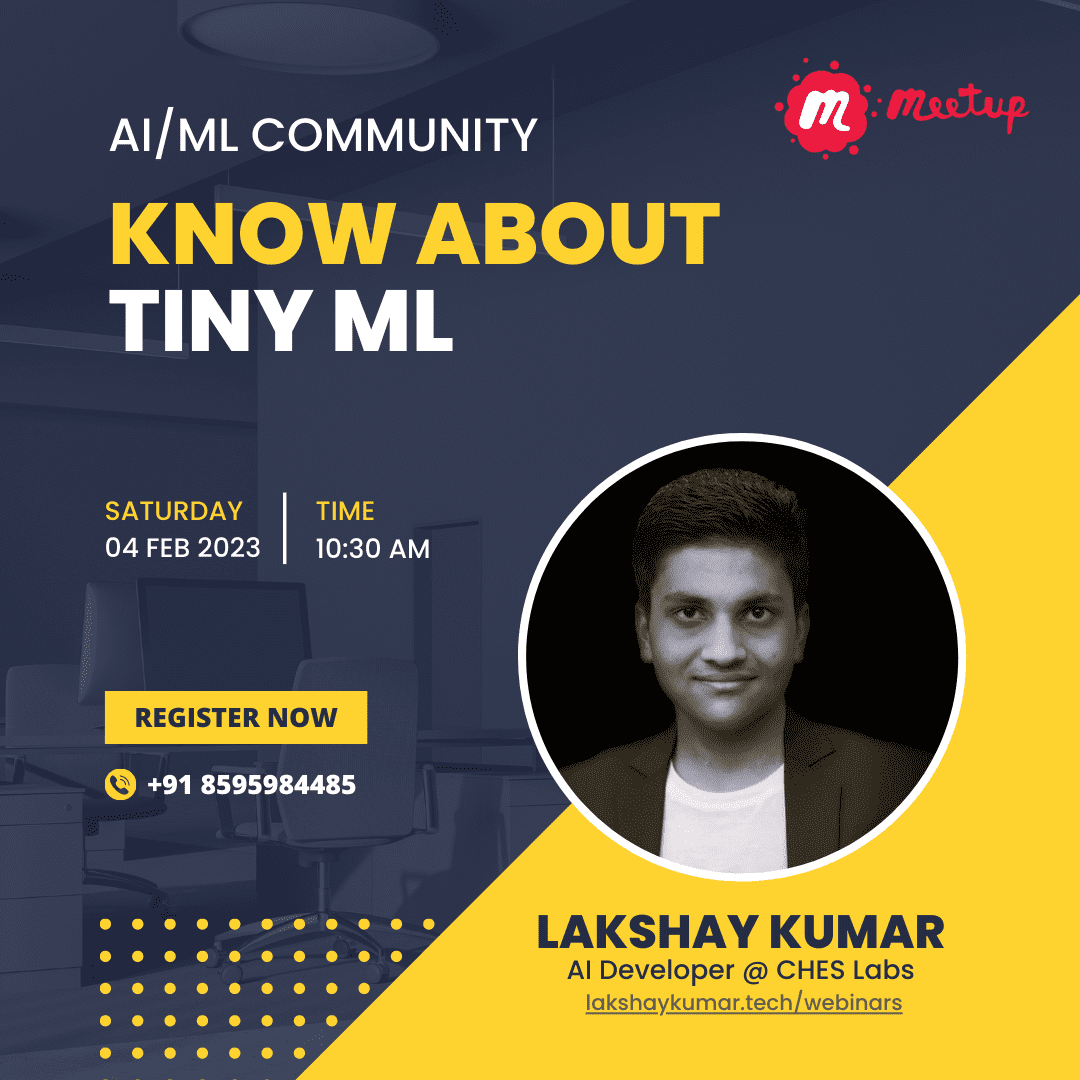 meetup
AI/ML COMMUNITY
KNOW ABOUT
TINY ML
SATURDAY
04 FEB 2023
TIME
10:30 AM
REGISTER NOW
+91 8595984485
LAKSHAY KUMAR
AI Developer @ CHES Labs
lakshaykumar.tech/webinars